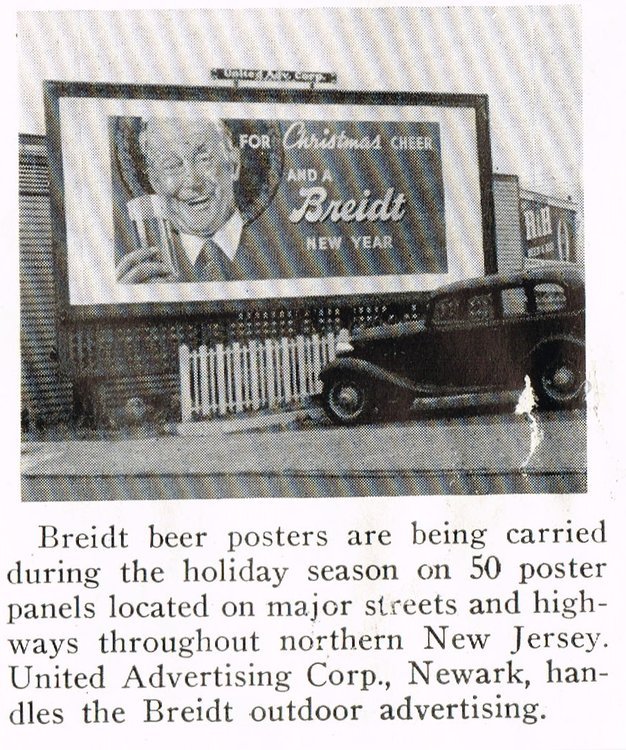 United Adv. Corp.
FOR Christmas CHEER
AND A
Breidt
NEW YEAR
R&H
Breidt beer posters are being carried
during the holiday season on 50 poster
panels located on major streets and high-
ways throughout northern New Jersey.
United Advertising Corp., Newark, han-
dles the Breidt outdoor advertising.